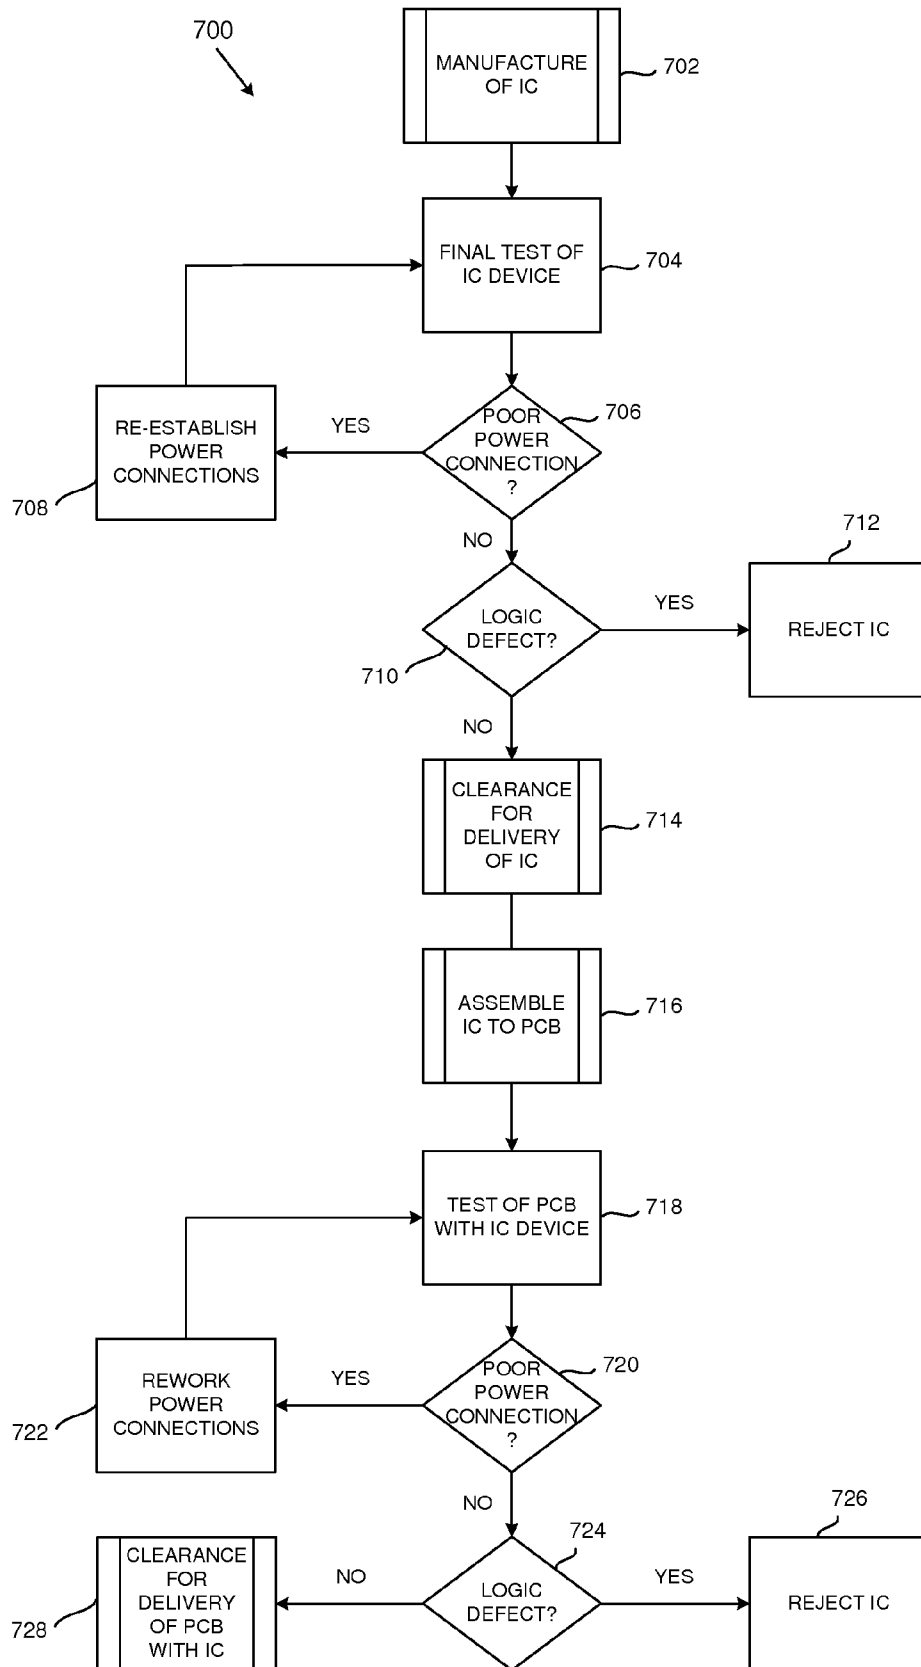 700
MANUFACTURE
OF IC
702
FINAL TEST OF
IC DEVICE
704
RE-ESTABLISH
POWER
CONNECTIONS
708
YES
POOR
POWER
CONNECTION
?
706
NO
712
LOGIC
DEFECT?
710
YES
REJECT IC
NO
CLEARANCE
FOR
DELIVERY
OF IC
714
ASSEMBLE
IC TO PCB
716
TEST OF PCB
WITH IC DEVICE
718
REWORK
POWER
CONNECTIONS
722
YES
POOR
POWER
CONNECTION
?
720
NO
726
724
CLEARANCE
FOR
DELIVERY
OF PCB
WITH IC
728
NO
LOGIC
DEFECT?
YES
REJECT IC